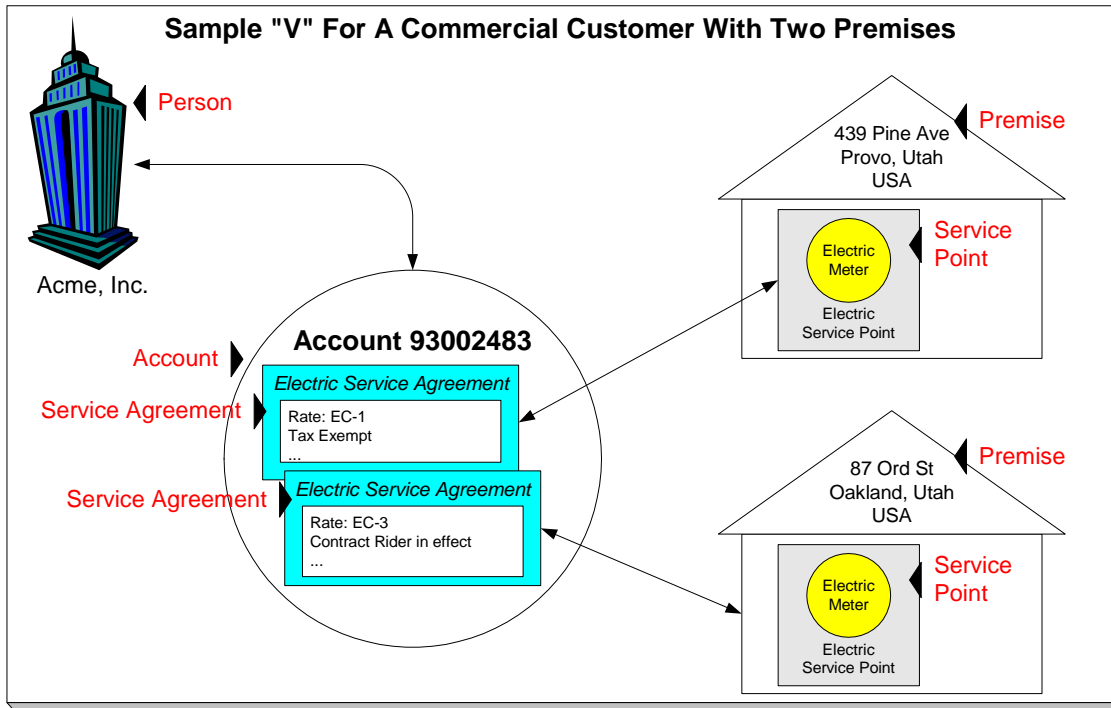 Sample "V" For A Commercial Customer With Two Premises
Person
Acme, Inc.
Account
Account 93002483
Service Agreement
Electric Service Agreement
Rate: EC-1
Tax Exempt
...
Service Agreement
Electric Service Agreement
Rate: EC-3
Contract Rider in effect
...
Premise
439 Pine Ave
Provo, Utah
USA
Service
Point
Electric
Meter
Electric
Service Point
Premise
87 Ord St
Oakland, Utah
USA
Service
Point
Electric
Meter
Electric
Service Point